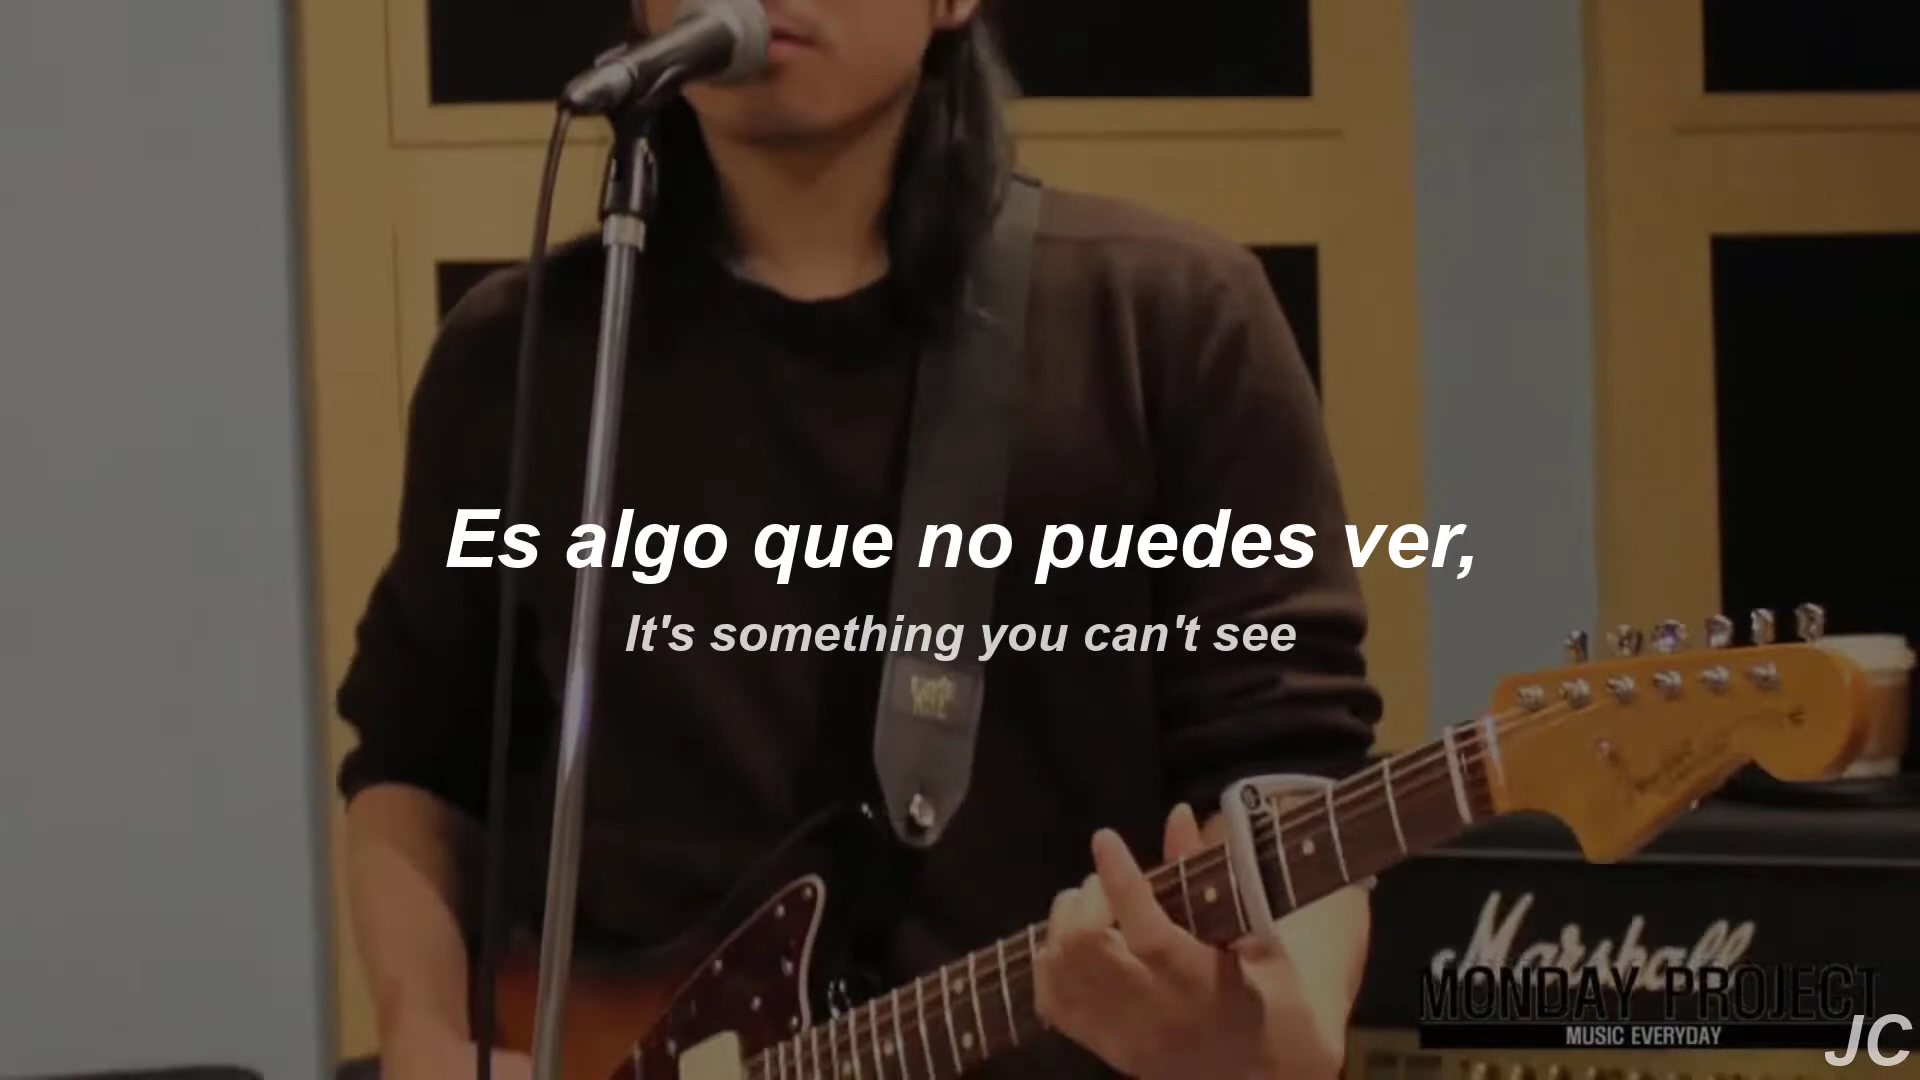 Es algo que no puedes ver,
It's something you can't see
Marshall
MONDAY PROJECT
MUSIC EVERYDAY
JC